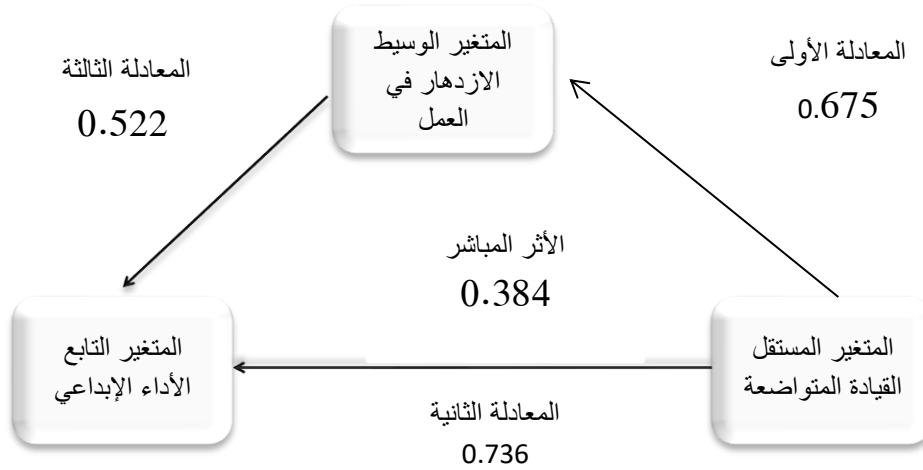 المتغير الوسيط
الازدهار في
العمل
المعادلة الأولى
0.675
المعادلة الثالثة
0.522
الأثر المباشر
0.384
المتغير المستقل
القيادة المتواضعة
المتغير التابع
الأداء الإبداعي
المعادلة الثانية
0.736